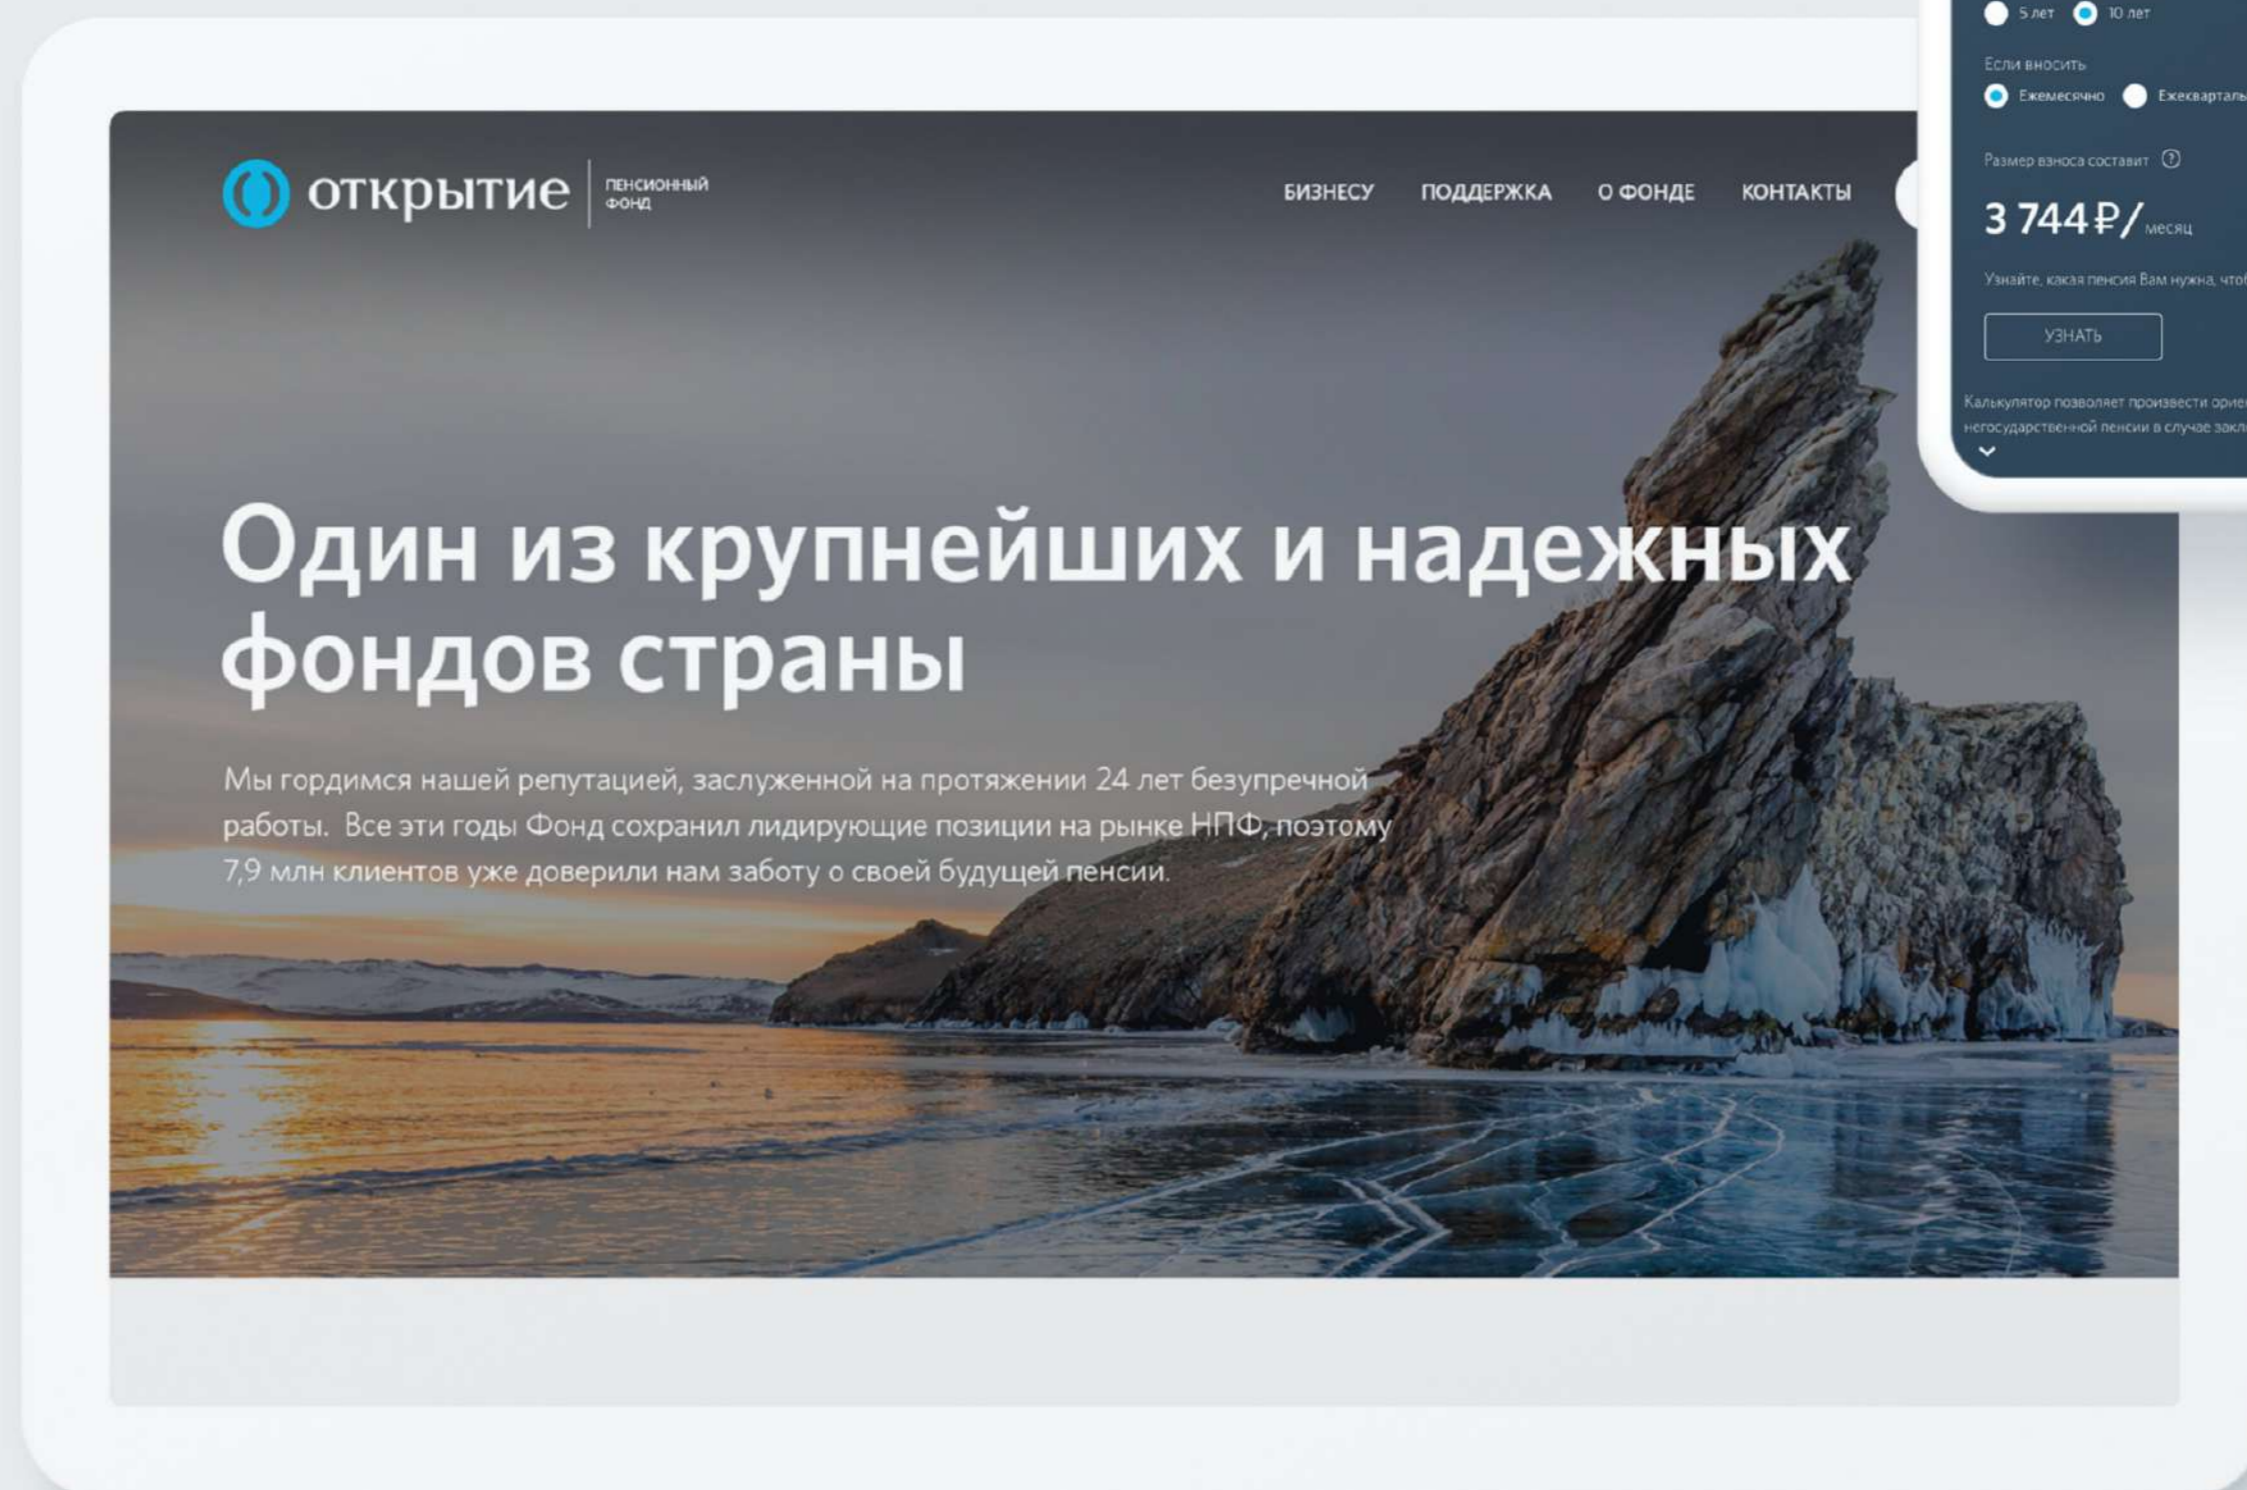 открытие
ПЕНСИОННЫЙ
ФОНД
БИЗНЕСУ ПОДДЕРЖКА О ФОНДЕ КОНТАКТЫ
Один из крупнейших и надежных
фондов страны
Мы гордимся нашей репутацией, заслуженной на протяжении 24 лет безупречной
работы. Все эти годы Фонд сохранил лидирующие позиции на рынке НПФ, поэтому
7,9 млн клиентов уже доверили нам заботу о своей будущей пенсии.
5 лет 10 лет
Если вносить
Ежемесячно
Размер взноса составит ?
3 744 ₽/месяц
Узнайте, какая пенсия Вам нужна,
УЗНАТЬ
Калькулятор позволяет произвести
негосударственной пенсии в случае